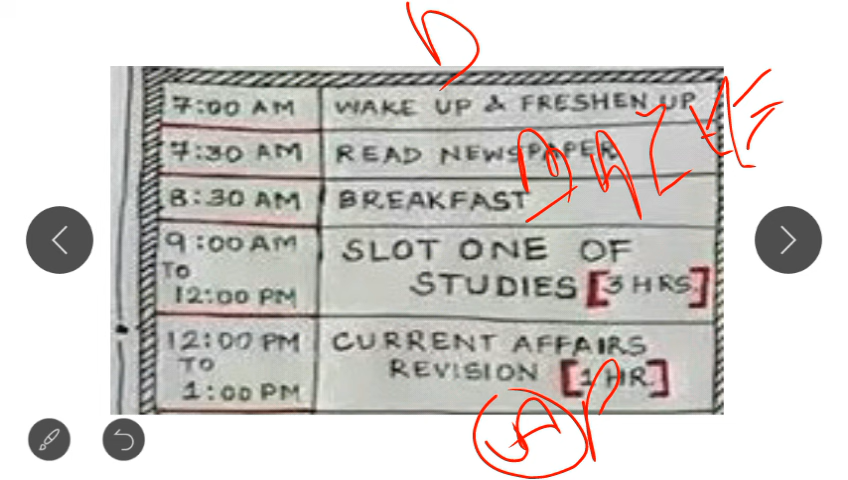 7:00 AM WAKE UP & FRESHEN UP
7:30 AM READ NEWSPAPER
8:30 AM BREAKFAST
9:00 AM TO 12:00 PM SLOT ONE OF
STUDIES [3 HRS.]
12:00 PM TO 1:00 PM CURRENT AFFAIRS
REVISION [1 HR.]